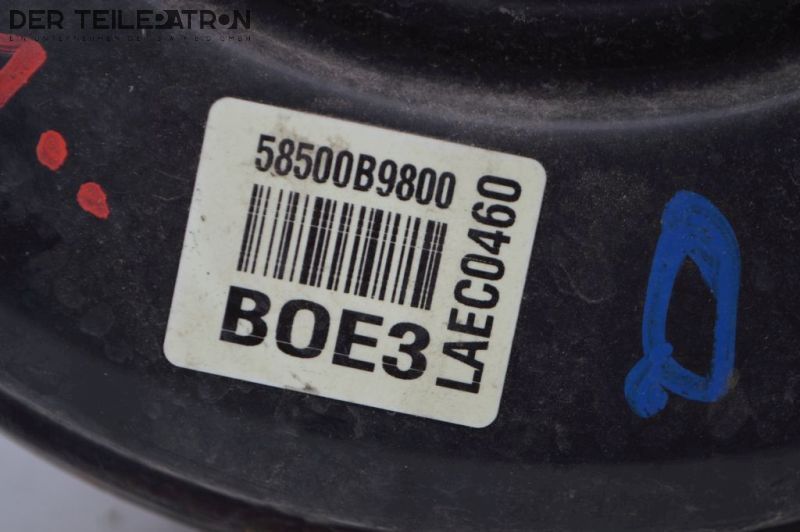 DER TEILEPATRON
58500B9800
BOE3
LAEC0460